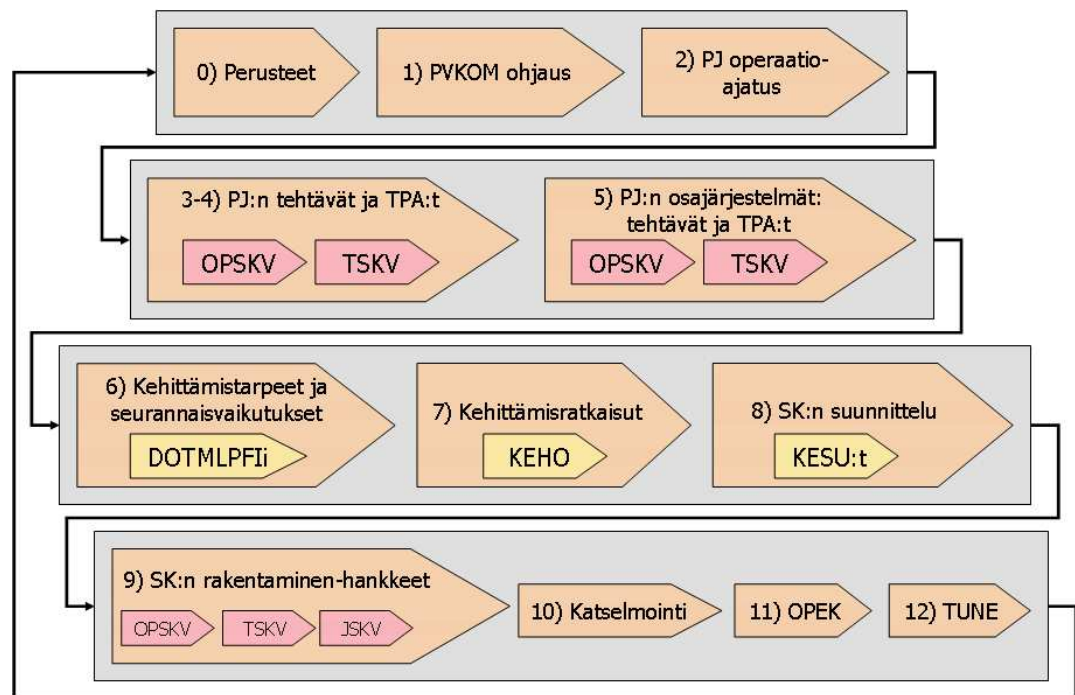 0) Perusteet
1) PVKOM ohjaus
2) PJ operaatio-
ajatus
3-4) PJ:n tehtävät ja TPA:t
OPSKV
TSKV
5) PJ:n osajärjestelmät:
tehtävät ja TPA:t
OPSKV
TSKV
6) Kehittämistarpeet ja
seurannaisvaikutukset
DOTMLPFIi
7) Kehittämisratkaisut
KEHO
8) SK:n suunnittelu
KESU:t
9) SK:n rakentaminen-hankkeet
OPSKV
TSKV
JSKV
10) Katselmointi
11) OPEK
12) TUNE